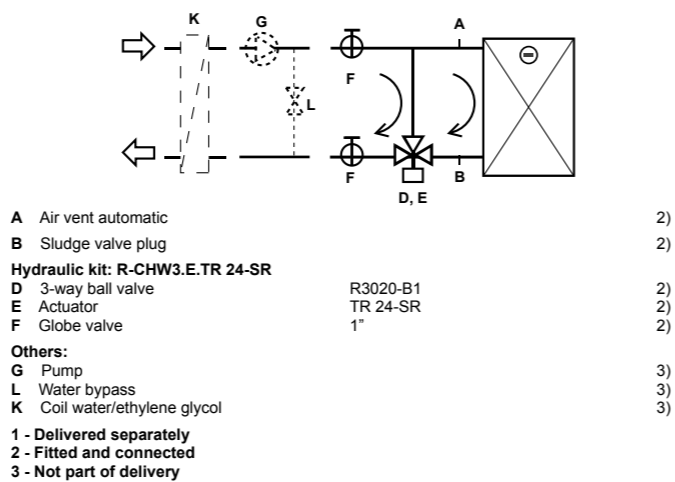 K
G
A
F
L
F
B
D, E
A Air vent automatic 2)
B Sludge valve plug 2)
Hydraulic kit: R-CHW3.E.TR 24-SR
D 3-way ball valve R3020-B1 2)
E Actuator TR 24-SR 2)
F Globe valve 1” 2)
Others:
G Pump 3)
L Water bypass 3)
K Coil water/ethylene glycol 3)
1 - Delivered separately
2 - Fitted and connected
3 - Not part of delivery